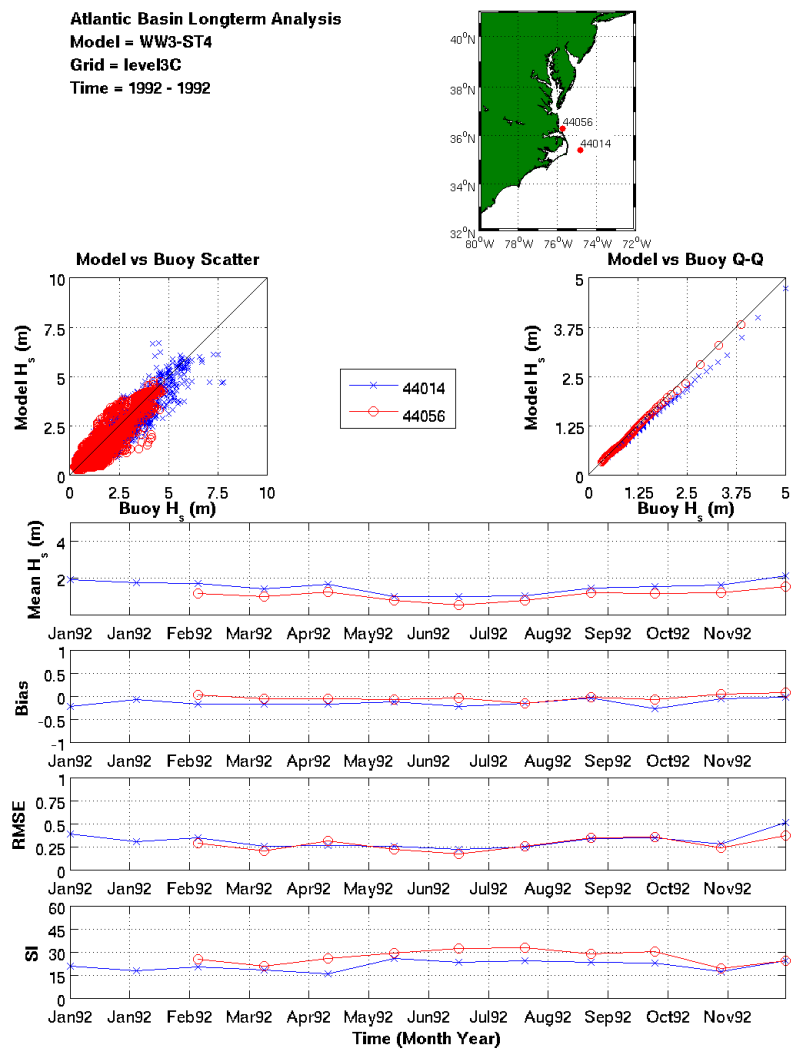 Atlantic Basin Longterm Analysis
Model = WW3-ST4
Grid = level3C
Time = 1992 - 1992
40°N
38°N
36°N
34°N
32°N
80°W 78°W 76°W 74°W 72°W
44056
44014
Model vs Buoy Scatter
10
7.5
5
2.5
0
0 2.5 5 7.5 10
Model H_s (m)
Buoy H_s (m)
44014
44056
Model vs Buoy Q-Q
5
3.75
2.5
1.25
0
0 1.25 2.5 3.75 5
Model H_s (m)
Buoy H_s (m)
Mean H_s (m)
4
2
Jan92 Jan92 Feb92 Mar92 Apr92 May92 Jun92 Jul92 Aug92 Sep92 Oct92 Nov92
Bias
1
0.5
0
-0.5
-1
Jan92 Jan92 Feb92 Mar92 Apr92 May92 Jun92 Jul92 Aug92 Sep92 Oct92 Nov92
RMSE
1
0.75
0.5
0.25
0
Jan92 Jan92 Feb92 Mar92 Apr92 May92 Jun92 Jul92 Aug92 Sep92 Oct92 Nov92
SI
60
45
30
15
0
Jan92 Jan92 Feb92 Mar92 Apr92 May92 Jun92 Jul92 Aug92 Sep92 Oct92 Nov92
Time (Month Year)